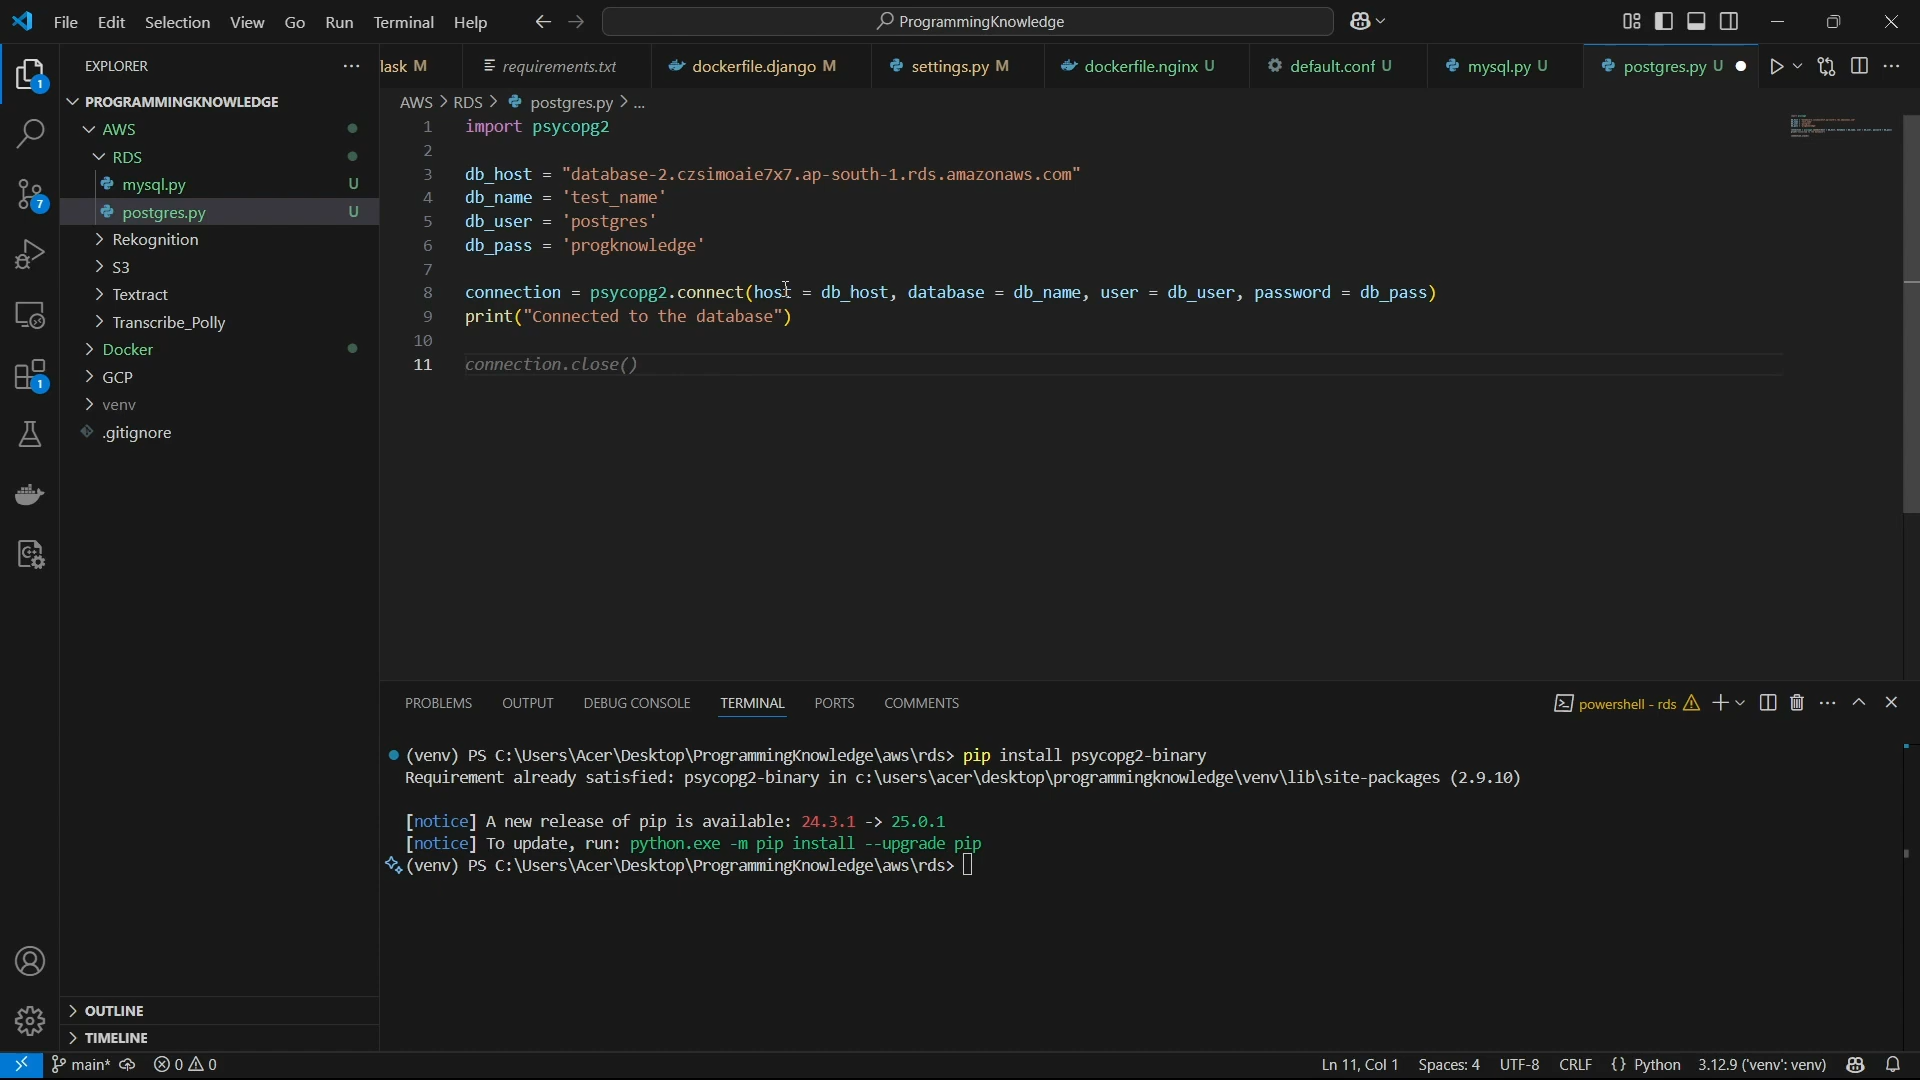 File Edit Selection View Go Run Terminal Help
ProgrammingKnowledge
EXPLORER
PROGRAMMINGKNOWLEDGE
AWS
RDS
mysql.py U
postgres.py U
Rekognition
S3
Textract
Transcribe_Polly
Docker
GCP
venv
.gitignore
OUTLINE
TIMELINE
1
7
1
lask M
requirements.txt
dockerfile.django M
settings.py M
dockerfile.nginx U
default.conf U
mysql.py U
postgres.py U
AWS > RDS > postgres.py > ...
1 import psycopg2
2
3 db_host = "database-2.czsimoaie7x7.ap-south-1.rds.amazonaws.com"
4 db_name = 'test_name'
5 db_user = 'postgres'
6 db_pass = 'progknowledge'
7
8 connection = psycopg2.connect(host = db_host, database = db_name, user = db_user, password = db_pass)
9 print("Connected to the database")
10
11 connection.close()
PROBLEMS OUTPUT DEBUG CONSOLE TERMINAL PORTS COMMENTS
powershell - rds
(venv) PS C:\Users\Acer\Desktop\ProgrammingKnowledge\aws\rds> pip install psycopg2-binary
Requirement already satisfied: psycopg2-binary in c:\users\acer\desktop\programmingknowledge\venv\lib\site-packages (2.9.10)
[notice] A new release of pip is available: 24.3.1 -> 25.0.1
[notice] To update, run: python.exe -m pip install --upgrade pip
(venv) PS C:\Users\Acer\Desktop\ProgrammingKnowledge\aws\rds>
main* 0 0 Ln 11, Col 1 Spaces: 4 UTF-8 CRLF {} Python 3.12.9 ('venv': venv)